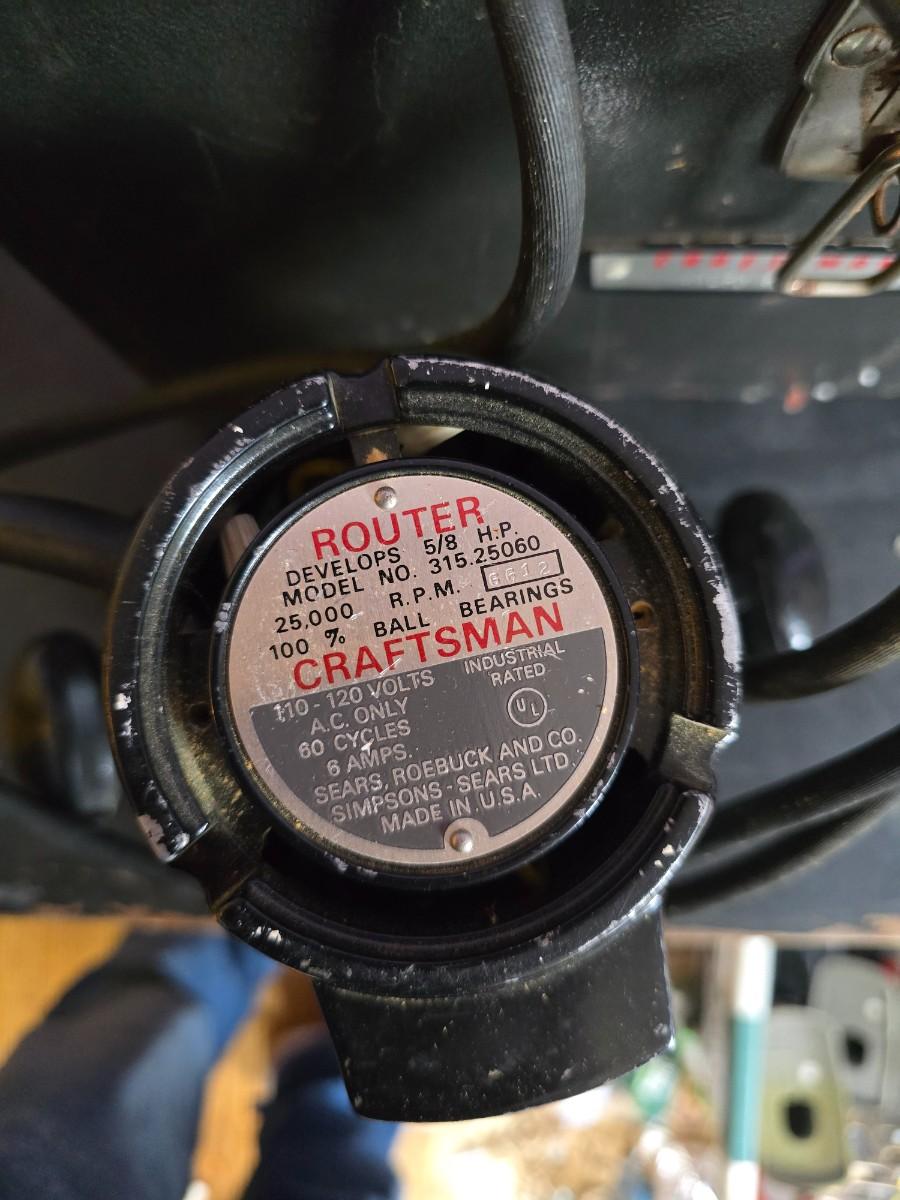 ROUTER
DEVELOPS 5/8 H.P.
MODEL NO. 315.25060
25,000 R.P.M. 6612
100 % BALL BEARINGS
CRAFTSMAN
110 - 120 VOLTS
A.C. ONLY
60 CYCLES
6 AMPS.
INDUSTRIAL
RATED
UL
SEARS, ROEBUCK AND CO.
SIMPSONS - SEARS LTD.
MADE IN U.S.A.